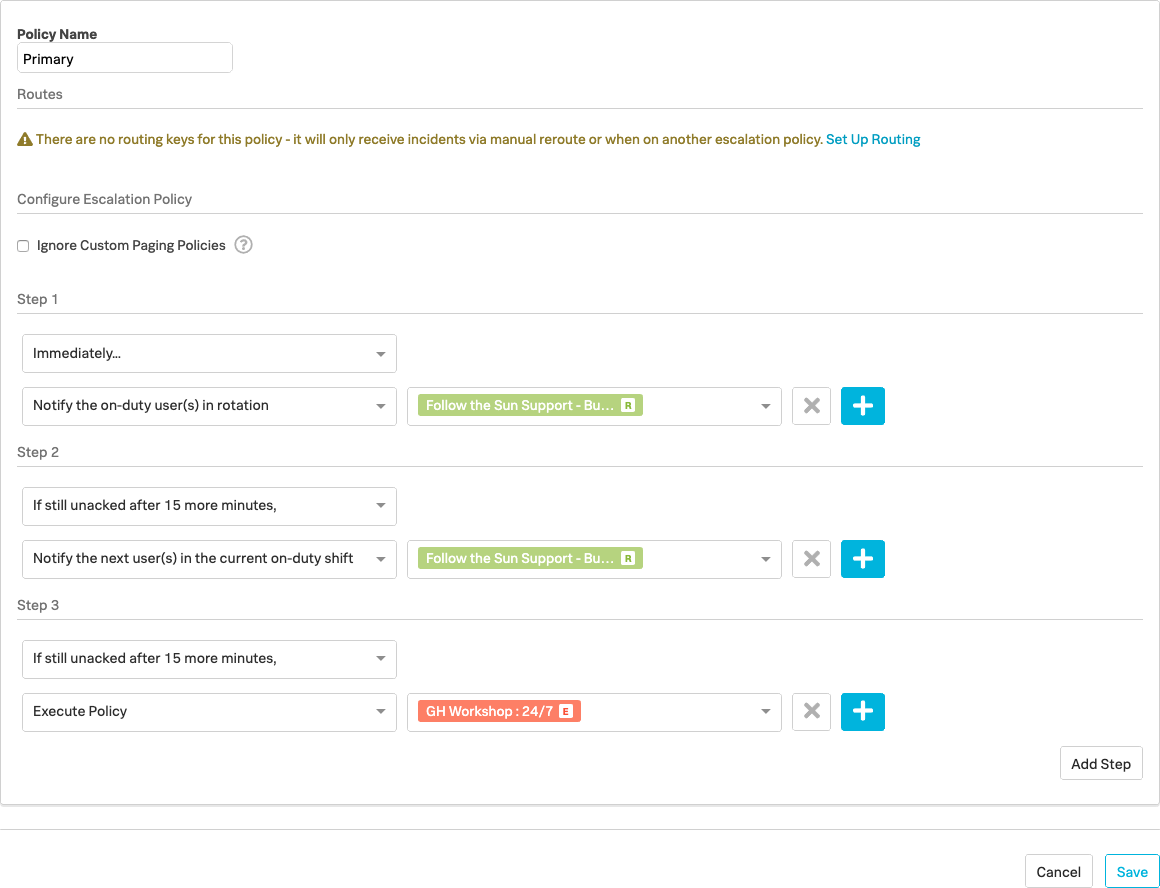 Policy Name
Primary
Routes
There are no routing keys for this policy - it will only receive incidents via manual reroute or when on another escalation policy. Set Up Routing
Configure Escalation Policy
Ignore Custom Paging Policies ?
Step 1
Immediately...
Notify the on-duty user(s) in rotation Follow the Sun Support - Bu... R
Step 2
If still unacked after 15 more minutes,
Notify the next user(s) in the current on-duty shift Follow the Sun Support - Bu... R
Step 3
If still unacked after 15 more minutes,
Execute Policy GH Workshop : 24/7 E
Add Step
Cancel Save